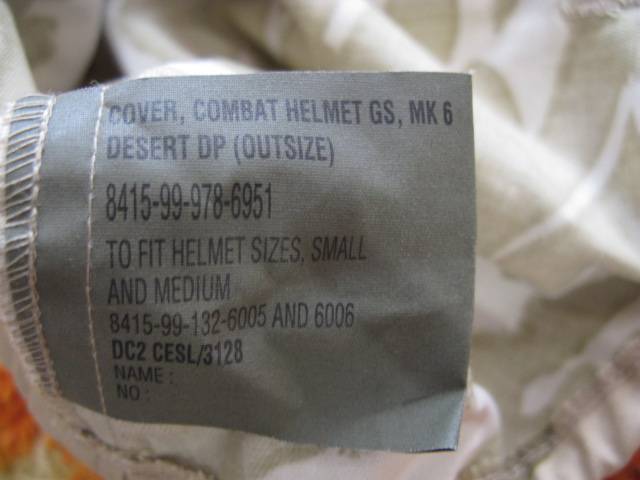 COVER, COMBAT HELMET GS, MK 6
DESERT DP (OUTSIZE)
8415-99-978-6951
TO FIT HELMET SIZES, SMALL
AND MEDIUM
8415-99-132-6005 AND 6006
DC2 CESL/3128
NAME :
NO :